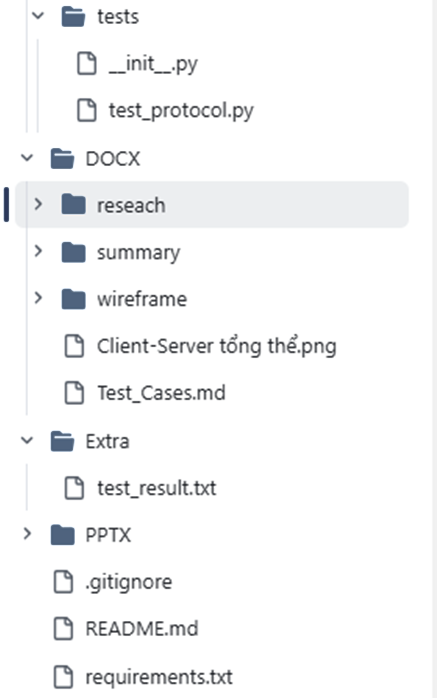 tests
__init__.py
test_protocol.py
DOCX
reseach
summary
wireframe
Client-Server tổng thể.png
Test_Cases.md
Extra
test_result.txt
PPTX
.gitignore
README.md
requirements.txt